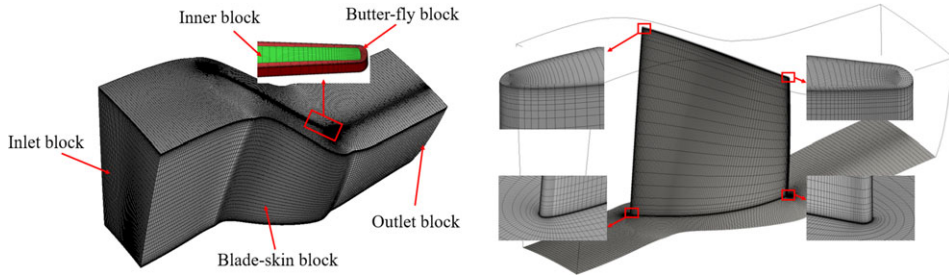 Inner block
Butter-fly block
Inlet block
Outlet block
Blade-skin block